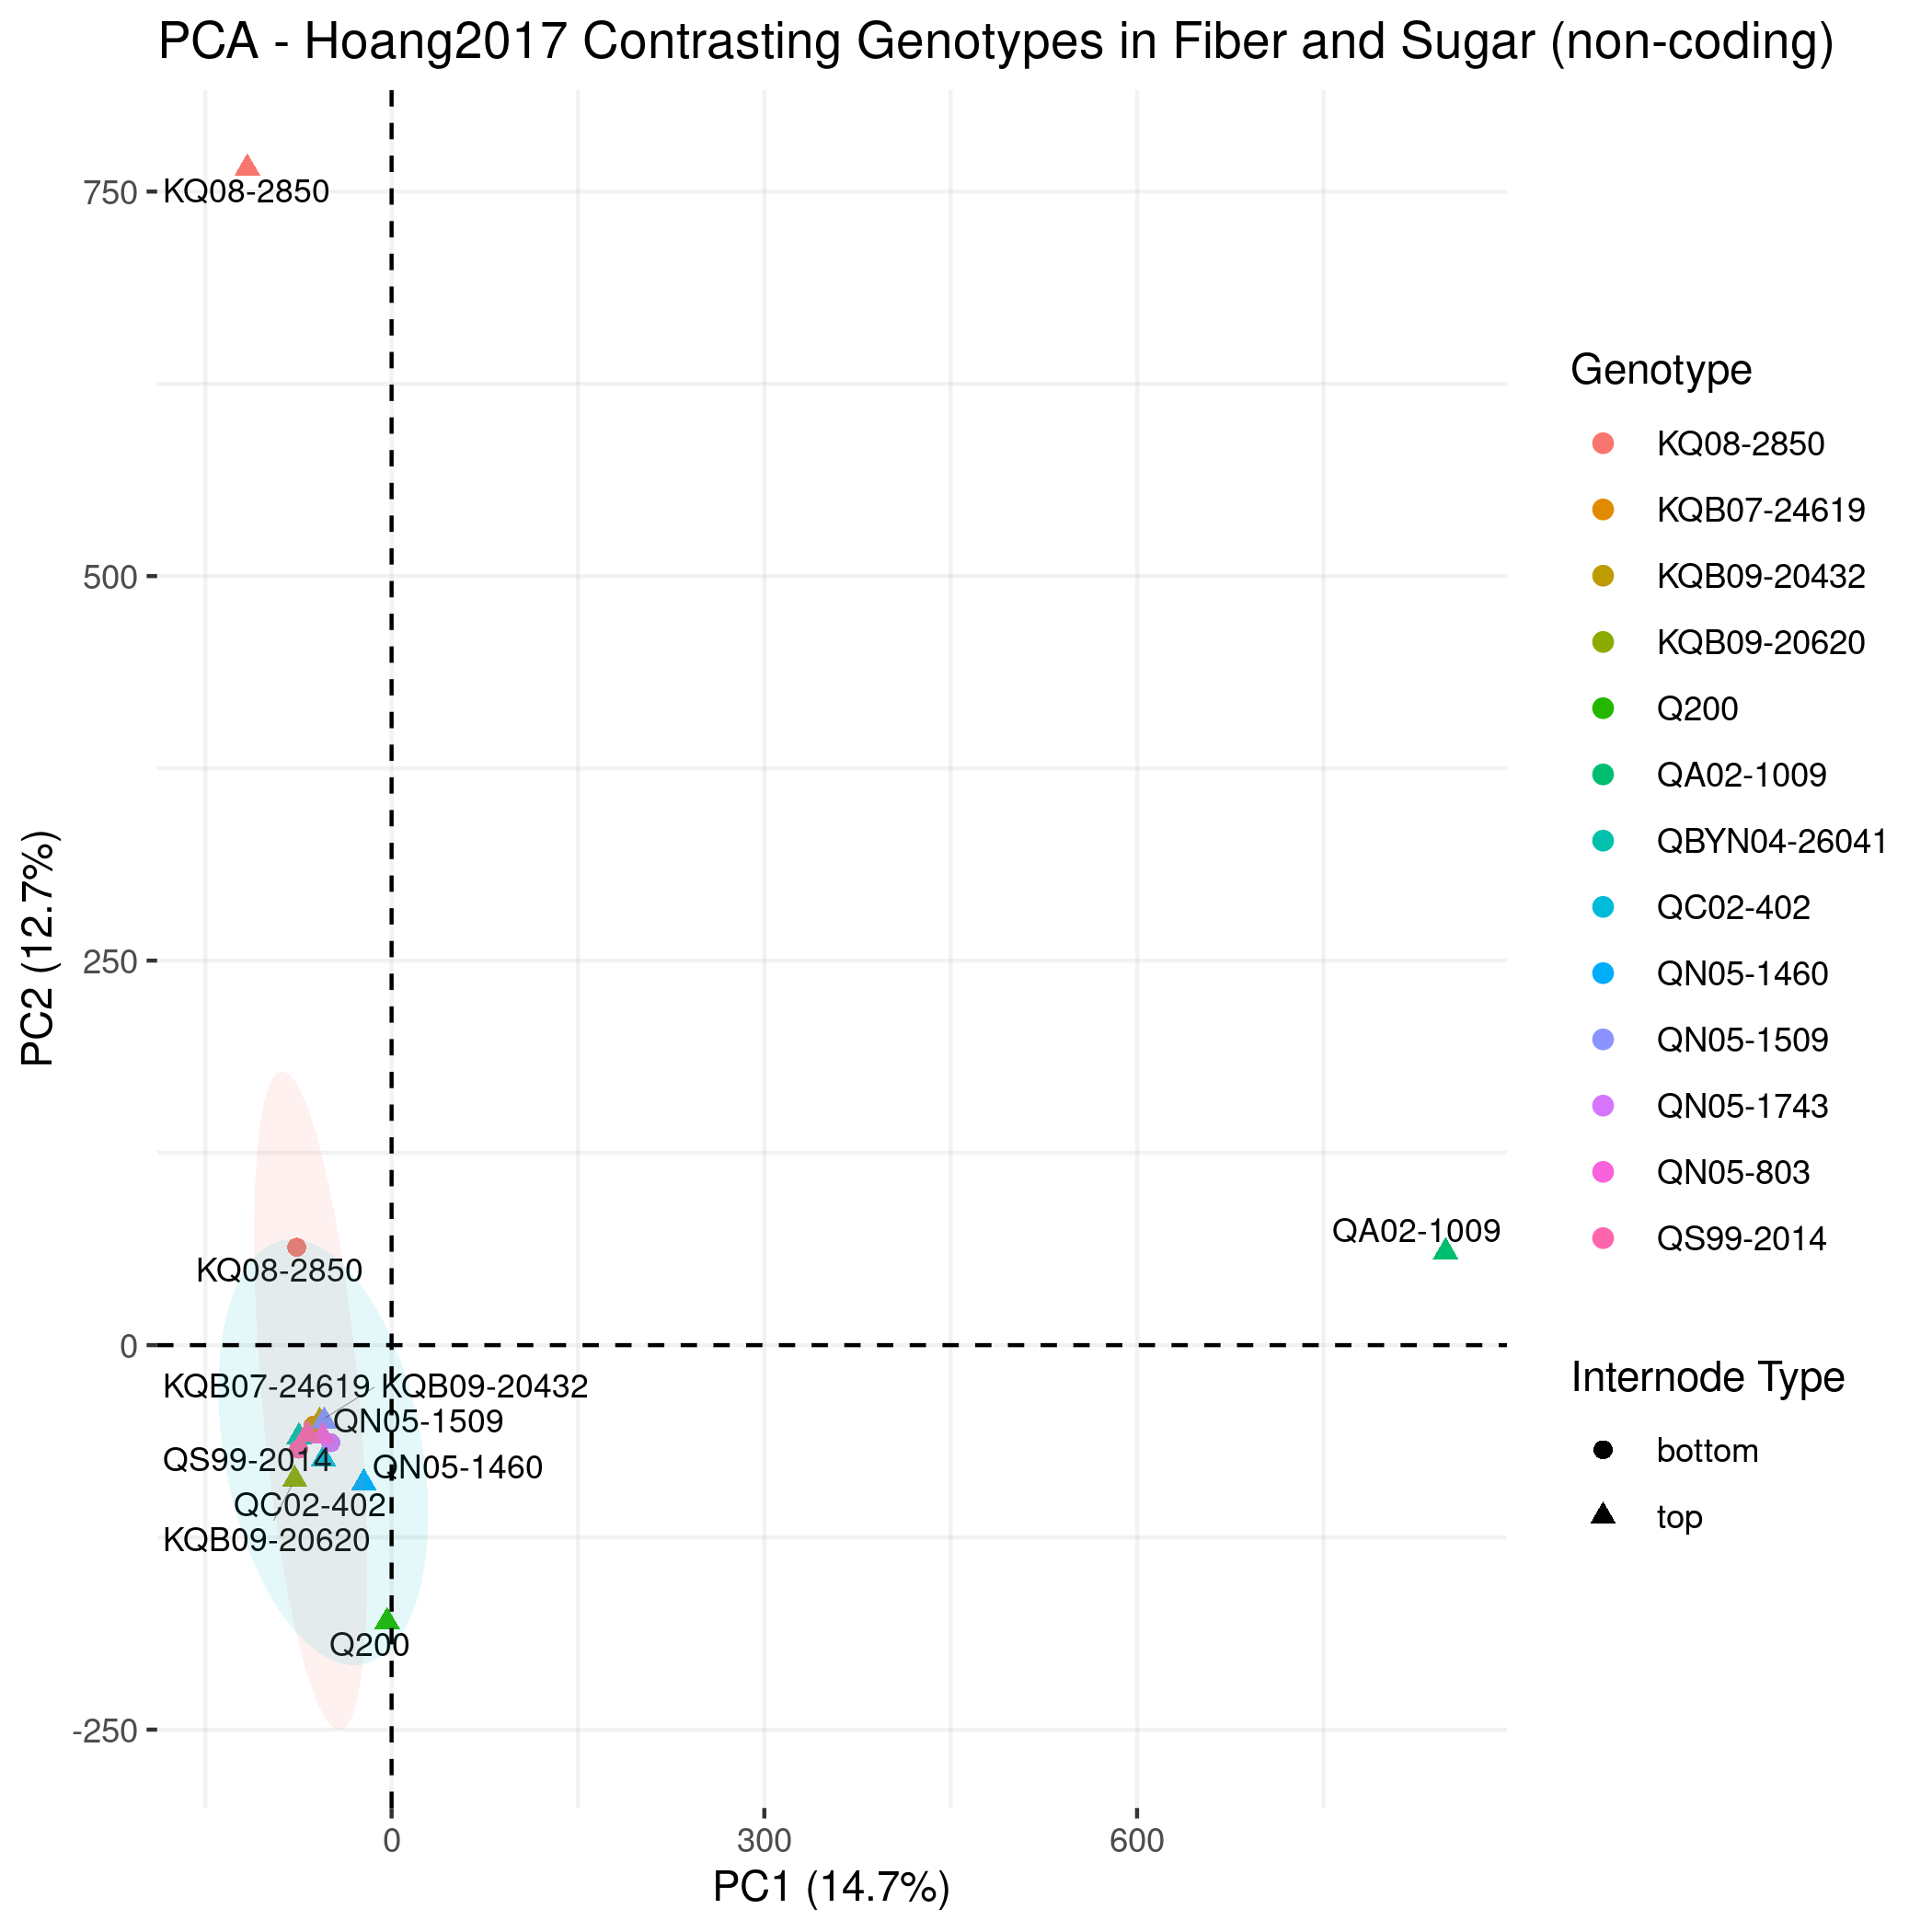 PCA - Hoang2017 Contrasting Genotypes in Fiber and Sugar (non-coding)
KQ08-2850
750
500
250
0
-250
PC2 (12.7%)
QA02-1009
KQ08-2850
KQB07-24619
KQB09-20432
QN05-1509
QS99-2014
QN05-1460
QC02-402
KQB09-20620
Q200
0
300
600
PC1 (14.7%)
Genotype
KQ08-2850
KQB07-24619
KQB09-20432
KQB09-20620
Q200
QA02-1009
QBYN04-26041
QC02-402
QN05-1460
QN05-1509
QN05-1743
QN05-803
QS99-2014
Internode Type
bottom
top